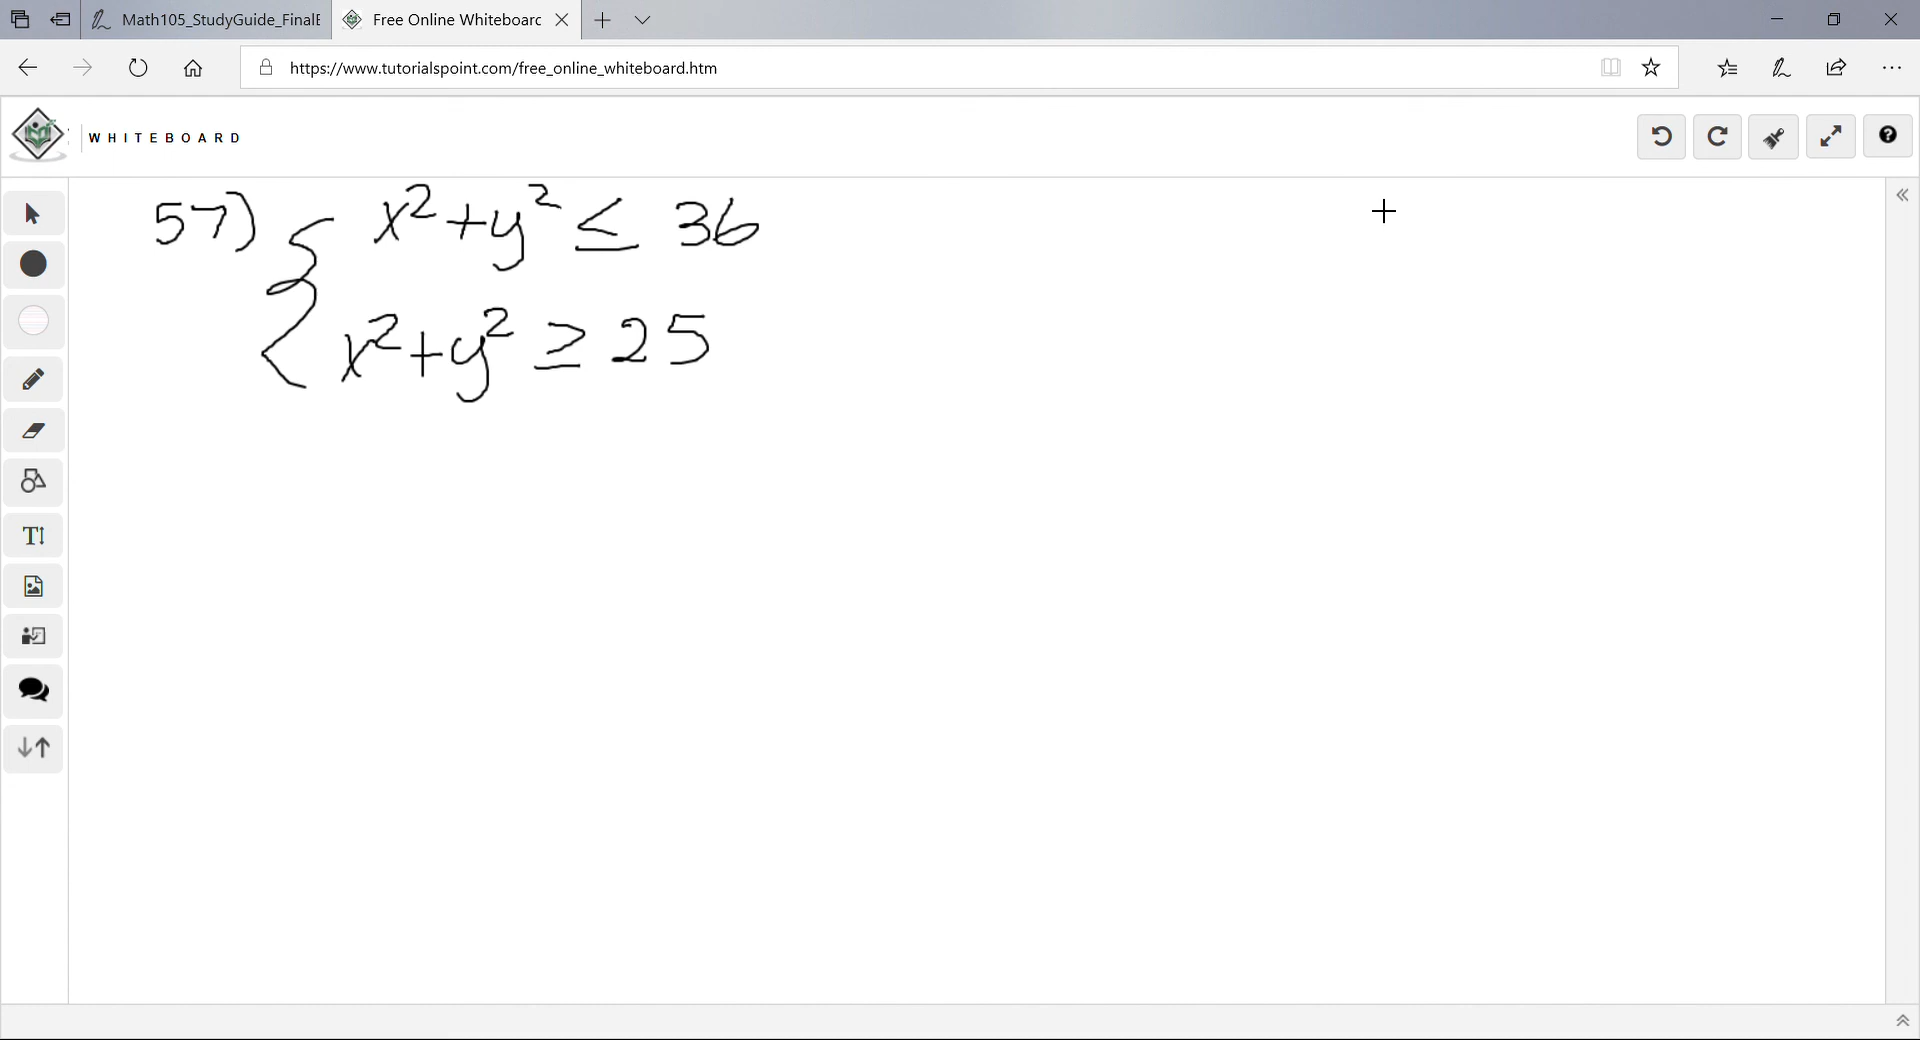 Math105_StudyGuide_FinalE
Free Online Whiteboard
https://www.tutorialspoint.com/free_online_whiteboard.htm
WHITEBOARD
57) { x² + y² ≤ 36
x² + y² ≥ 25
T